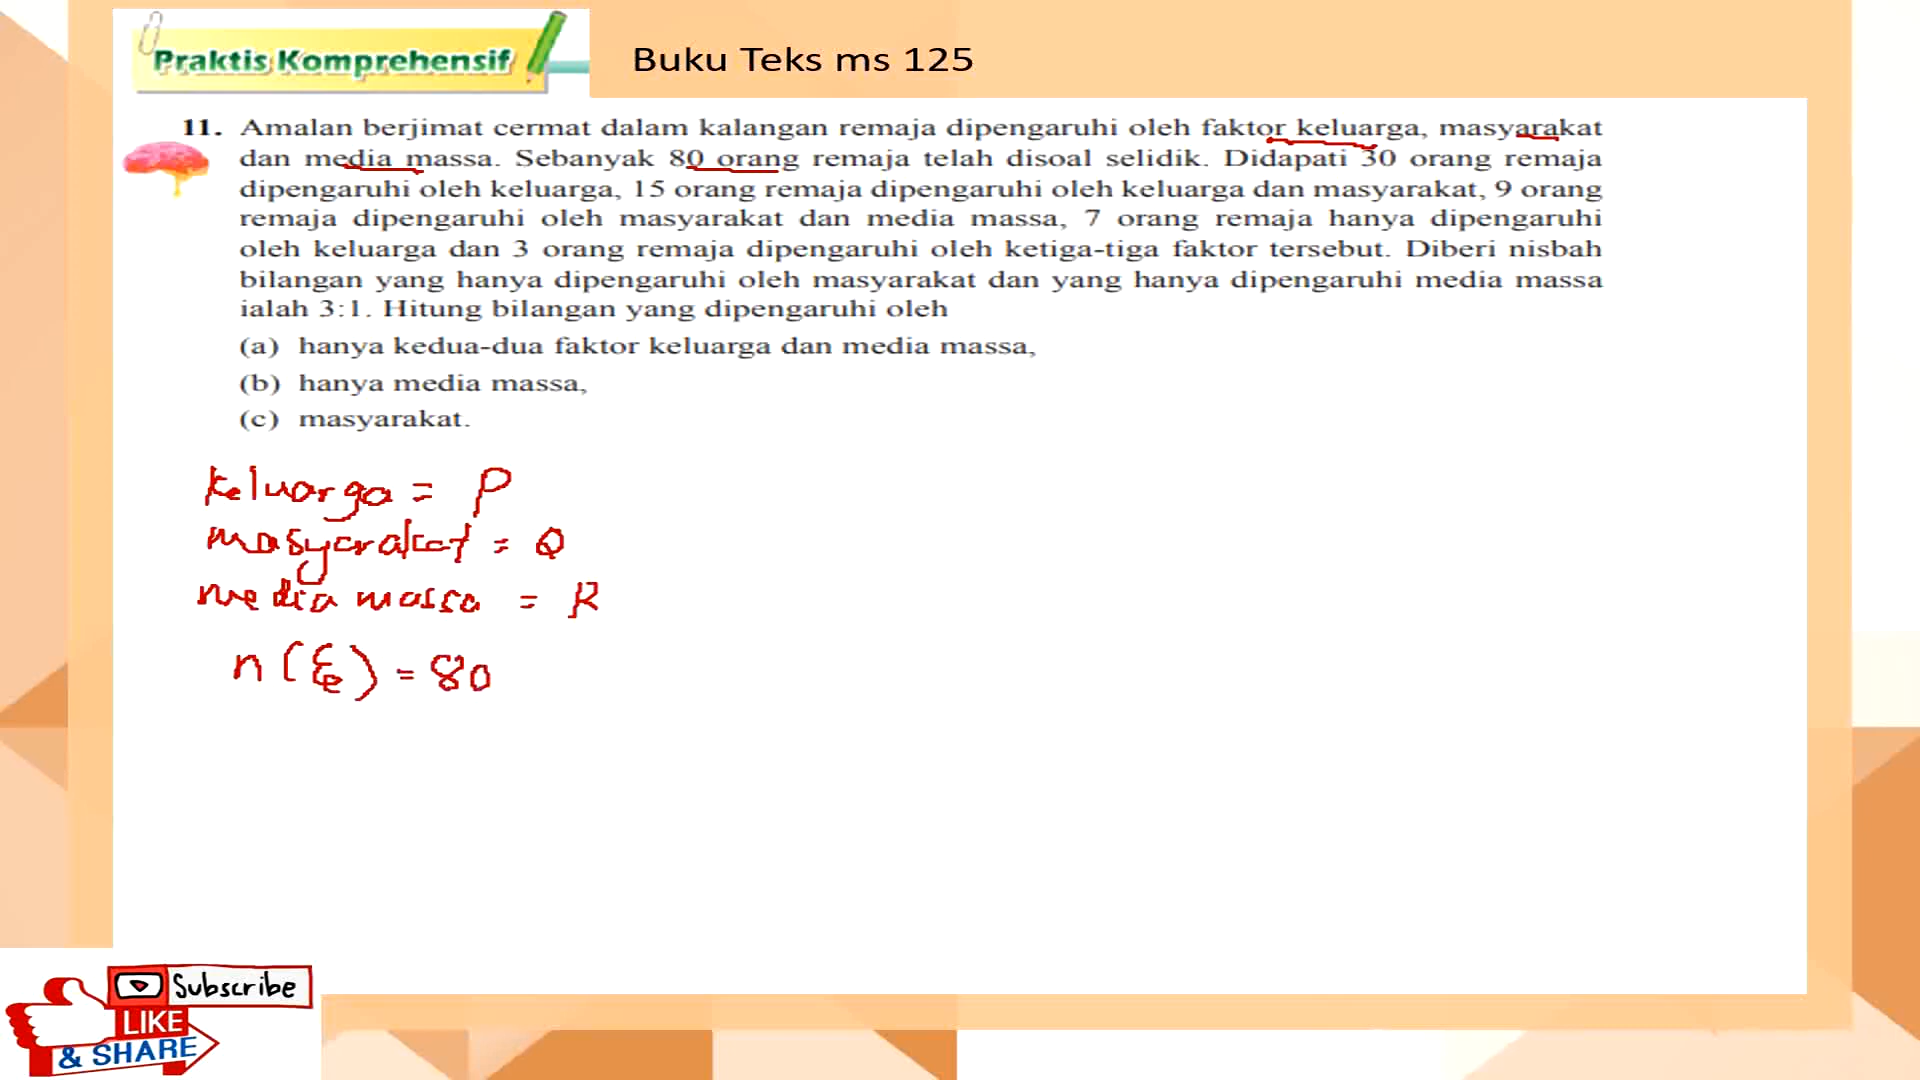 Praktis Komprehensif
Buku Teks ms 125
11. Amalan berjimat cermat dalam kalangan remaja dipengaruhi oleh faktor keluarga, masyarakat
dan media massa. Sebanyak 80 orang remaja telah disoal selidik. Didapati 30 orang remaja
dipengaruhi oleh keluarga, 15 orang remaja dipengaruhi oleh keluarga dan masyarakat, 9 orang
remaja dipengaruhi oleh masyarakat dan media massa, 7 orang remaja hanya dipengaruhi
oleh keluarga dan 3 orang remaja dipengaruhi oleh ketiga-tiga faktor tersebut. Diberi nisbah
bilangan yang hanya dipengaruhi oleh masyarakat dan yang hanya dipengaruhi media massa
ialah 3:1. Hitung bilangan yang dipengaruhi oleh
(a) hanya kedua-dua faktor keluarga dan media massa,
(b) hanya media massa,
(c) masyarakat.
keluarga = P
masyarakat = Q
media massa = R
n(ξ) = 80
Subscribe
LIKE
& SHARE